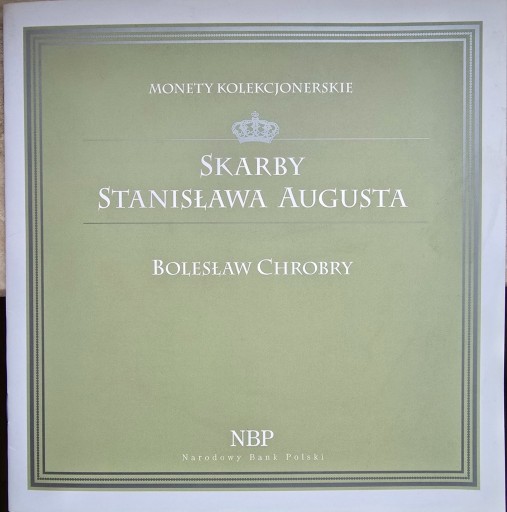 MONETY KOLEKCJONERSKIE
SKARBY
STANISŁAWA AUGUSTA
BOLESŁAW CHROBRY
NBP
Narodowy Bank Polski